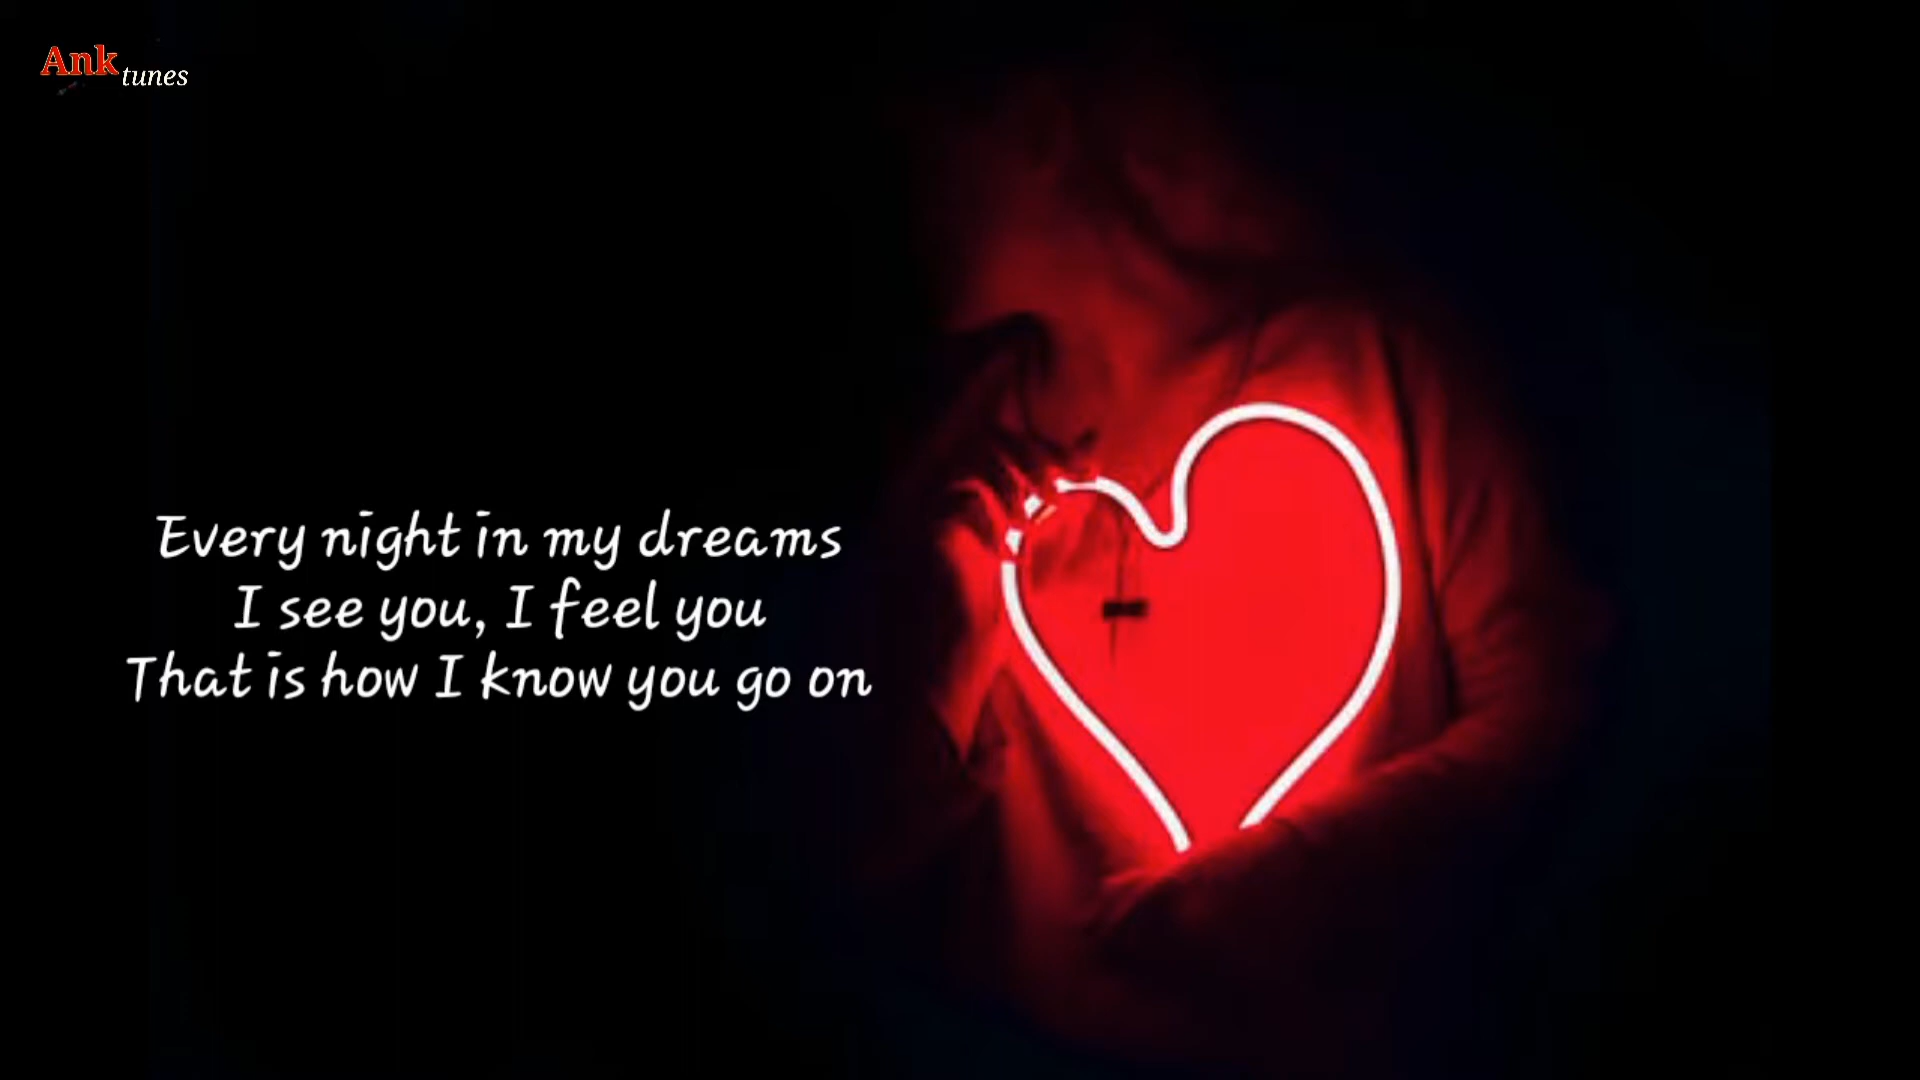 Ank tunes
Every night in my dreams
I see you, I feel you
That is how I know you go on